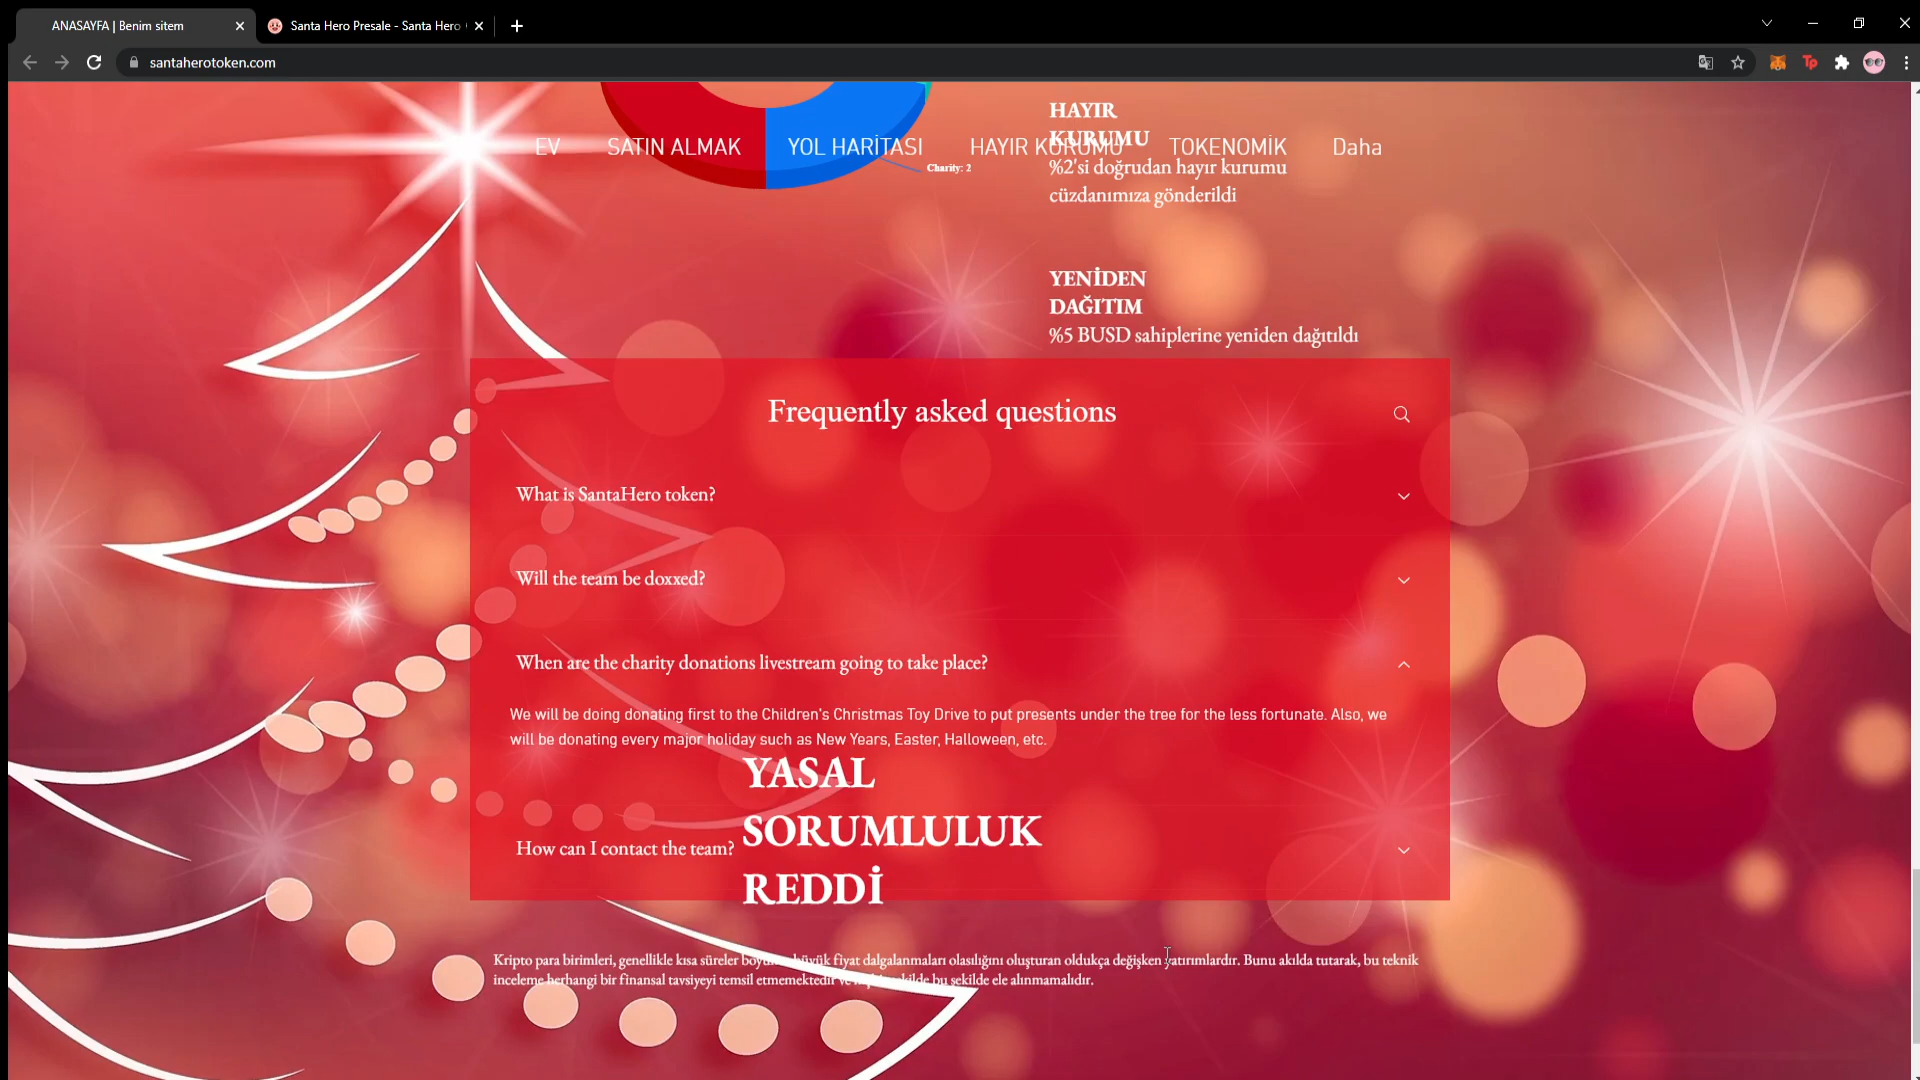 ANASAYFA | Benim sitem
Santa Hero Presale - Santa Hero
santaherotoken.com
Tp
EV SATIN ALMAK YOL HARİTASI HAYIR KURUMU TOKENOMİK Daha
Charity: 2
HAYIR
KURUMU
%2'si doğrudan hayır kurumu
cüzdanımıza gönderildi
YENİDEN
DAĞITIM
%5 BUSD sahiplerine yeniden dağıtıldı
Frequently asked questions
What is SantaHero token?
Will the team be doxxed?
When are the charity donations livestream going to take place?
We will be doing donating first to the Children's Christmas Toy Drive to put presents under the tree for the less fortunate. Also, we
will be donating every major holiday such as New Years, Easter, Halloween, etc.
How can I contact the team?
YASAL
SORUMLULUK
REDDİ
Kripto para birimleri, genellikle kısa süreler boyunca büyük fiyat dalgalanmaları olasılığını oluşturan oldukça değişken yatırımlardır. Bunu akılda tutarak, bu teknik
inceleme herhangi bir finansal tavsiyeyi temsil etmemektedir ve şekilde bu şekilde ele alınmamalıdır.